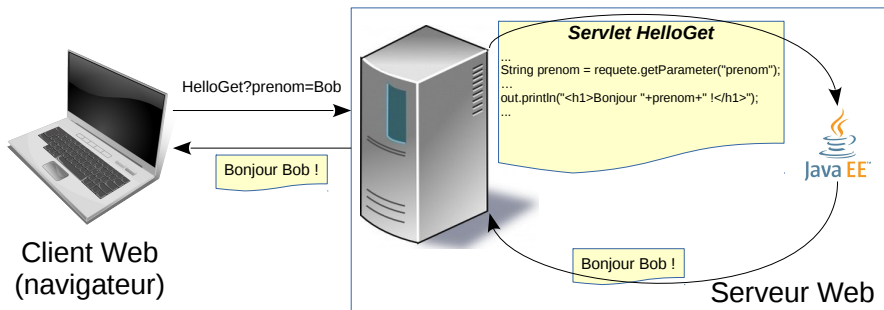 Servlet HelloGet
...
String prenom = requete.getParameter("prenom");
...
out.println("<h1>Bonjour "+prenom+" !</h1>");
...
HelloGet?prenom=Bob
Bonjour Bob !
Java EE™
Client Web
(navigateur)
Bonjour Bob !
Serveur Web